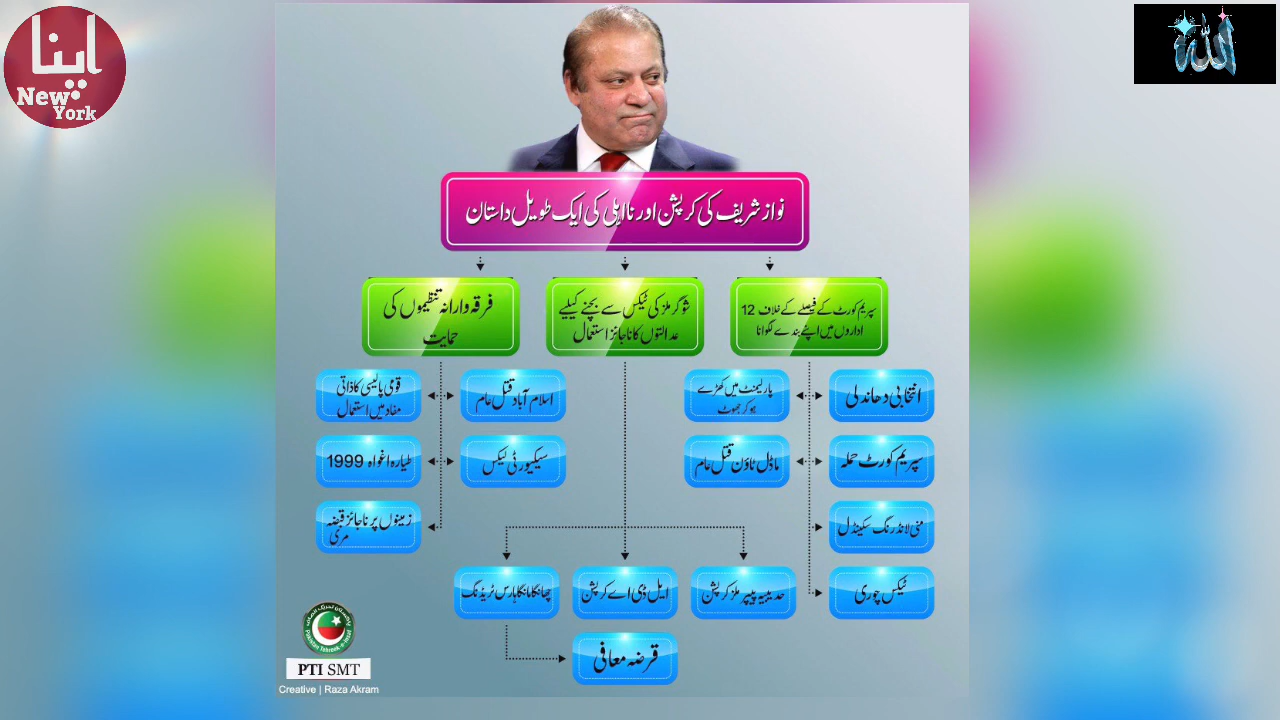 اپنا
New
York
الله
نواز شریف کی کرپشن اور نااہلی کی ایک طویل داستان
سپریم کورٹ کے فیصلے کے خلاف 12
اداروں میں اپنے بندے لگوانا
شوگر ملز کی ٹیکس سے بچنے کیلیے
عدالتوں کا ناجائز استعمال
فرقہ وارانہ تنظیموں کی
حمایت
انتخابی دھاندلی
پارلیمنٹ میں کھڑے
ہو کر جھوٹ
اسلام آباد قتل عام
قومی پالیسی کا ذاتی
مفاد میں استعمال
سپریم کورٹ حملہ
ماڈل ٹاؤن قتل عام
سیکیورٹی لیکس
طیارہ اغواہ 1999
منی لانڈرنگ سکینڈل
زمینوں پر ناجائز قبضہ
مری
ٹیکس چوری
حدیبیہ پیپر ملز کرپشن
ایل ڈی اے کرپشن
چھانگا مانگا ہارس ٹریڈنگ
قرضہ معافی
PTI SMT
Creative | Raza Akram